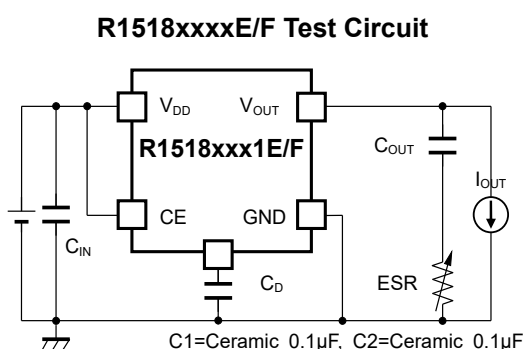 R1518xxxxE/F Test Circuit
VDD
VOUT
R1518xxx1E/F
COUT
IOUT
CE
GND
CIN
CD
ESR
C1=Ceramic 0.1μF, C2=Ceramic 0.1μF